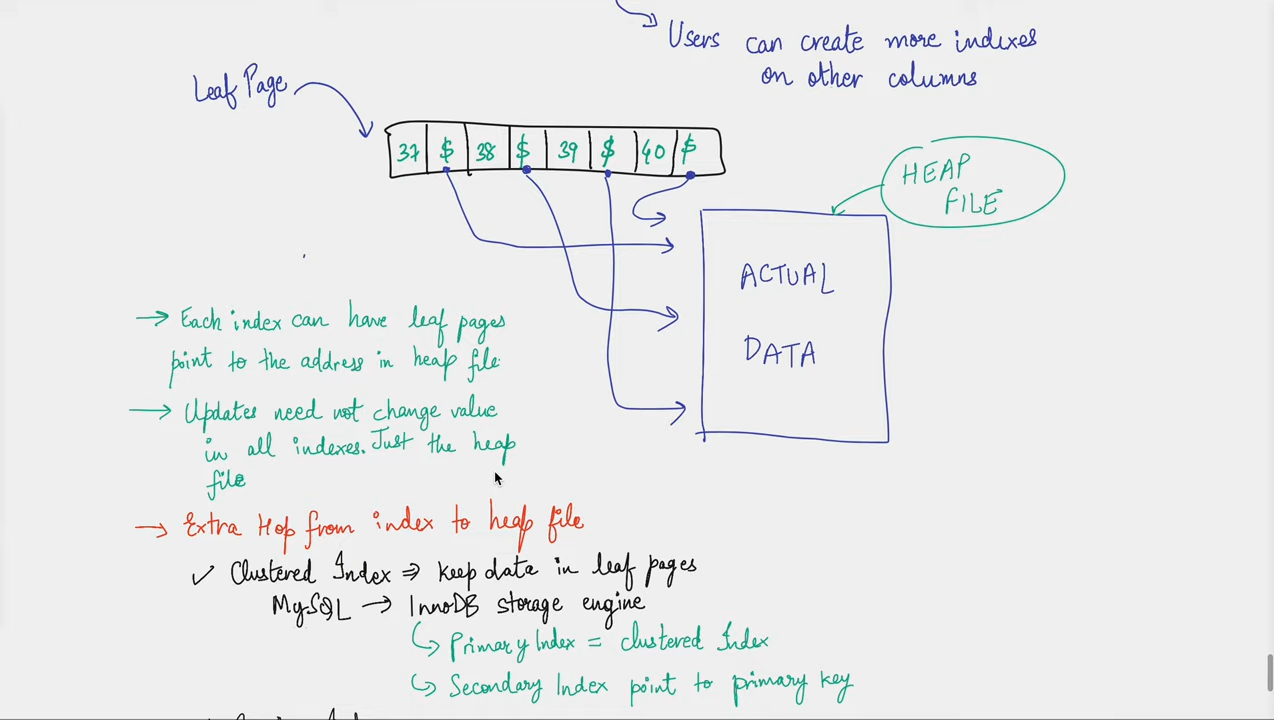 Users can create more indexes
on other columns
Leaf Page
37 $ 38 $ 39 $ 40 $
HEAP
FILE
ACTUAL
DATA
→ Each index can have leaf pages
point to the address in heap file.
→ Updates need not change value
in all indexes. Just the heap
file
→ Extra Hop from index to heap file
✓ Clustered Index ⇒ keep data in leaf pages
MySQL → InnoDB storage engine
↳ Primary Index = clustered Index
↳ Secondary Index point to primary key